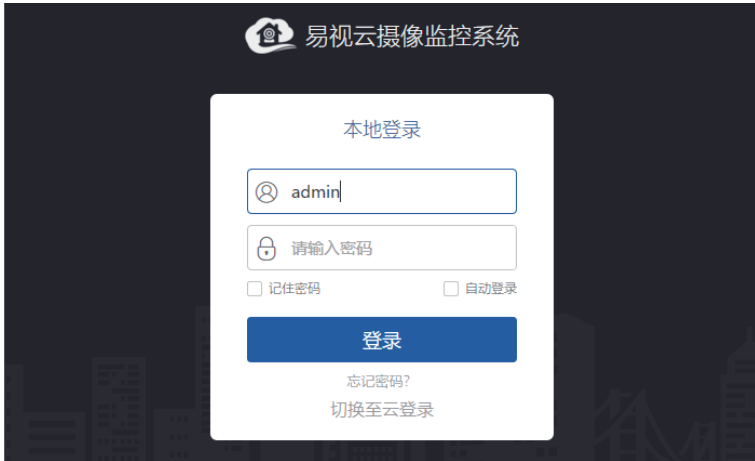 易视云摄像监控系统
本地登录
admin
请输入密码
记住密码 自动登录
登录
忘记密码?
切换至云登录